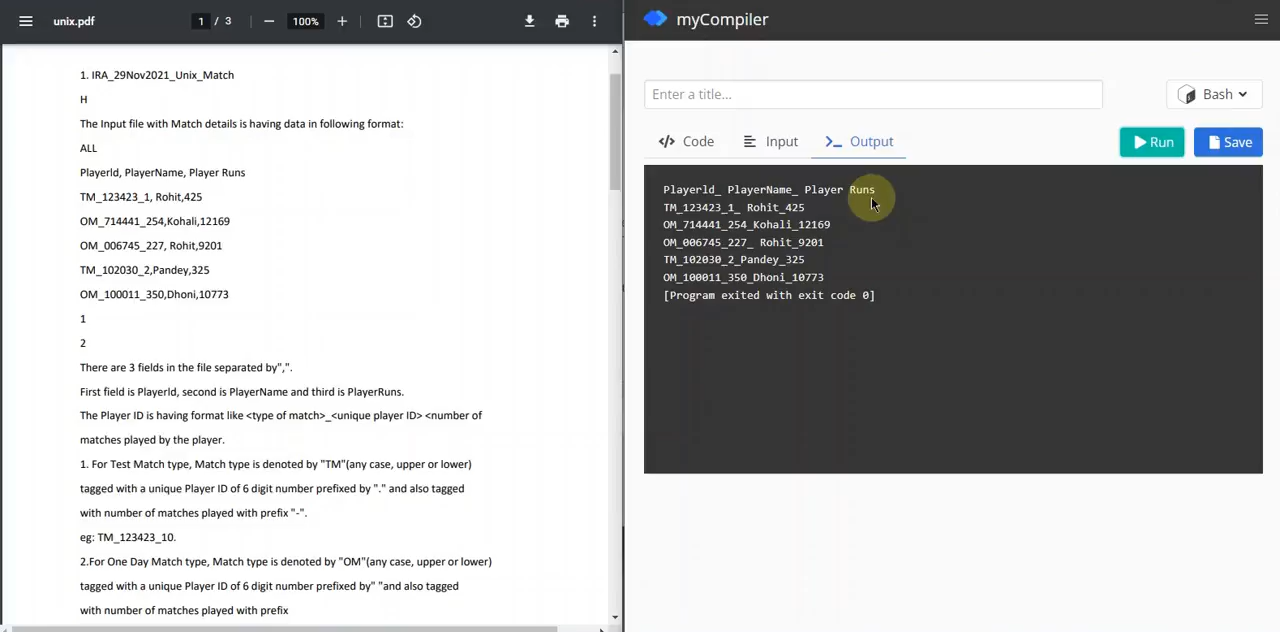 unix.pdf
1 / 3
100%
1. IRA_29Nov2021_Unix_Match
H
The Input file with Match details is having data in following format:
ALL
PlayerId, PlayerName, Player Runs
TM_123423_1, Rohit,425
OM_714441_254,Kohali,12169
OM_006745_227, Rohit,9201
TM_102030_2,Pandey,325
OM_100011_350,Dhoni,10773
1
2
There are 3 fields in the file separated by",".
First field is PlayerId, second is PlayerName and third is PlayerRuns.
The Player ID is having format like <type of match>_<unique player ID> <number of
matches played by the player.
1. For Test Match type, Match type is denoted by "TM"(any case, upper or lower)
tagged with a unique Player ID of 6 digit number prefixed by "." and also tagged
with number of matches played with prefix "-".
eg: TM_123423_10.
2.For One Day Match type, Match type is denoted by "OM"(any case, upper or lower)
tagged with a unique Player ID of 6 digit number prefixed by" "and also tagged
with number of matches played with prefix
myCompiler
Enter a title...
Bash
Code
Input
Output
Run
Save
PlayerId_ PlayerName_ Player Runs
TM_123423_1_ Rohit_425
OM_714441_254_Kohali_12169
OM_006745_227_ Rohit_9201
TM_102030_2_Pandey_325
OM_100011_350_Dhoni_10773
[Program exited with exit code 0]